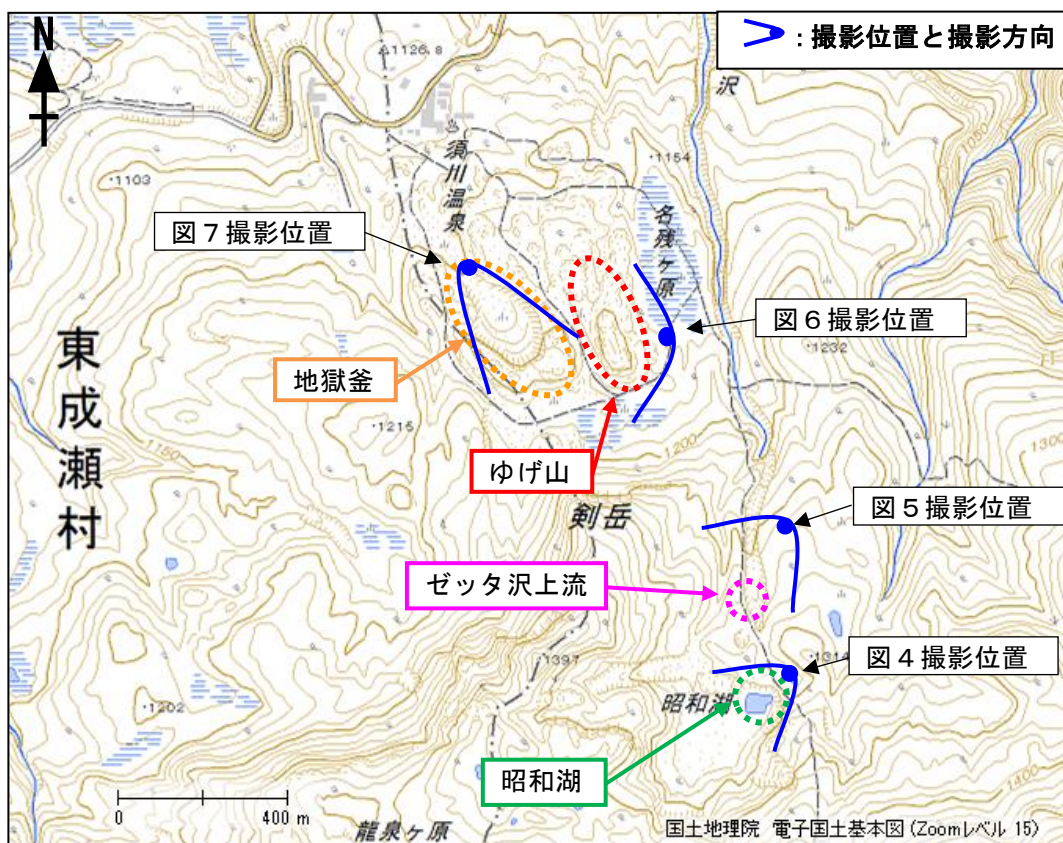 N
：撮影位置と撮影方向
1126.8
沢
須川温泉
1154
1050
1103
名残ヶ原
図７撮影位置
図６撮影位置
1232
地獄釜
東成瀬村
1215
1150
1200
1300
ゆげ山
剣岳
図５撮影位置
ゼッタ沢上流
1397
1314
図４撮影位置
昭和湖
1202
昭和湖
1400
0
400 m
龍泉ヶ原
国土地理院 電子国土基本図 (Zoomレベル 15)